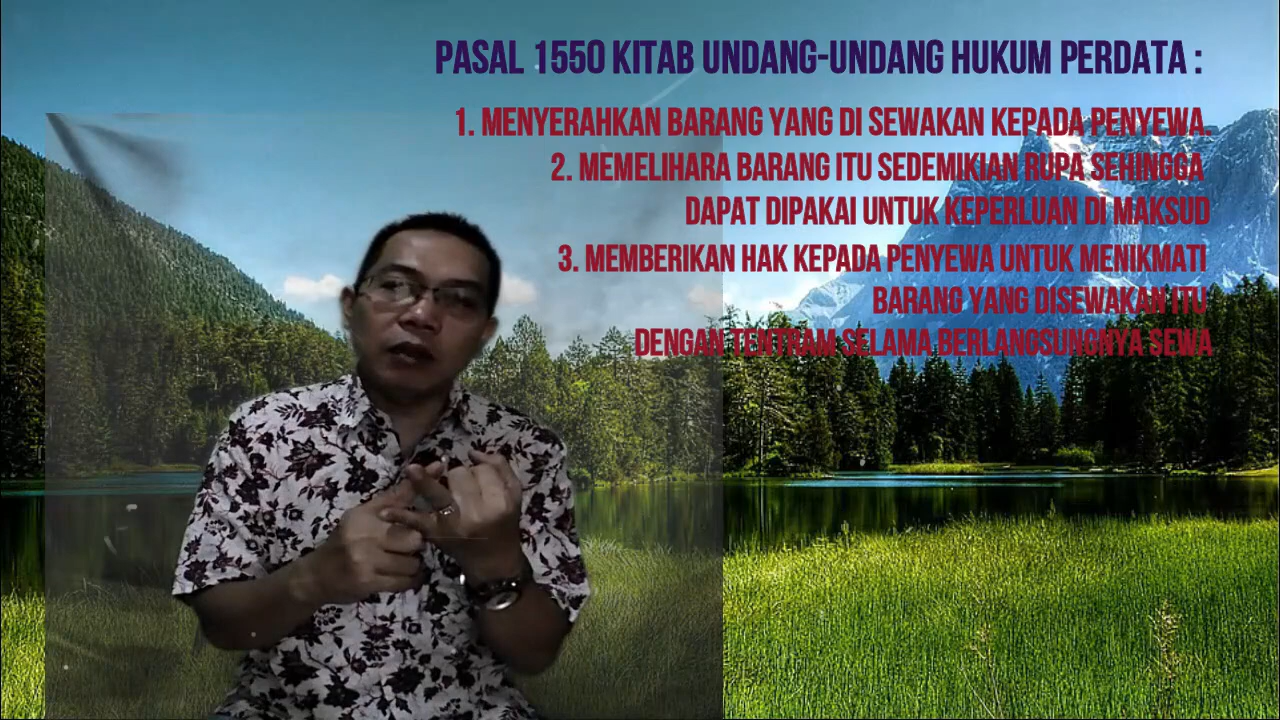 PASAL 1550 KITAB UNDANG-UNDANG HUKUM PERDATA :
1. MENYERAHKAN BARANG YANG DI SEWAKAN KEPADA PENYEWA.
2. MEMELIHARA BARANG ITU SEDEMIKIAN RUPA SEHINGGA
DAPAT DIPAKAI UNTUK KEPERLUAN DI MAKSUD
3. MEMBERIKAN HAK KEPADA PENYEWA UNTUK MENIKMATI
BARANG YANG DISEWAKAN ITU
DENGAN TENTRAM SELAMA BERLANGSUNGNYA SEWA